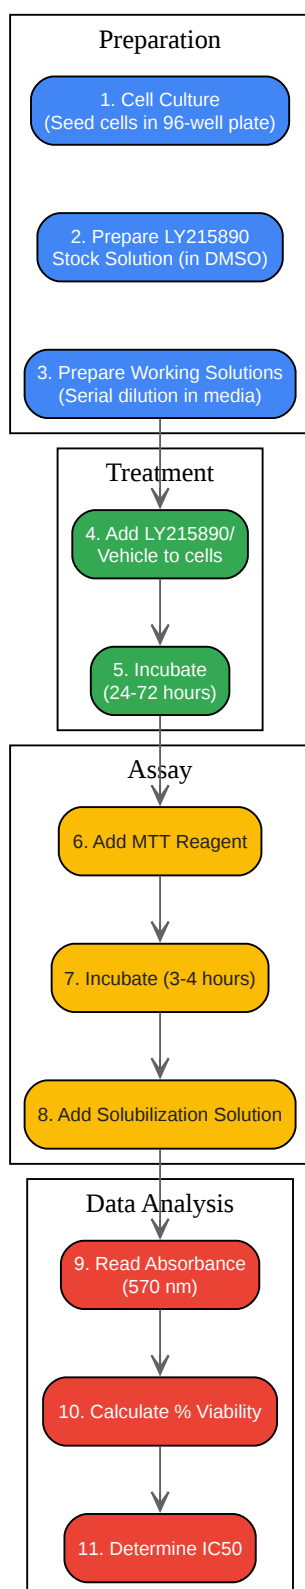 Preparation
1. Cell Culture
(Seed cells in 96-well plate)
2. Prepare LY215890
Stock Solution (in DMSO)
3. Prepare Working Solutions
(Serial dilution in media)
Treatment
4. Add LY215890/
Vehicle to cells
5. Incubate
(24-72 hours)
Assay
6. Add MTT Reagent
7. Incubate (3-4 hours)
8. Add Solubilization Solution
Data Analysis
9. Read Absorbance
(570 nm)
10. Calculate % Viability
11. Determine IC50